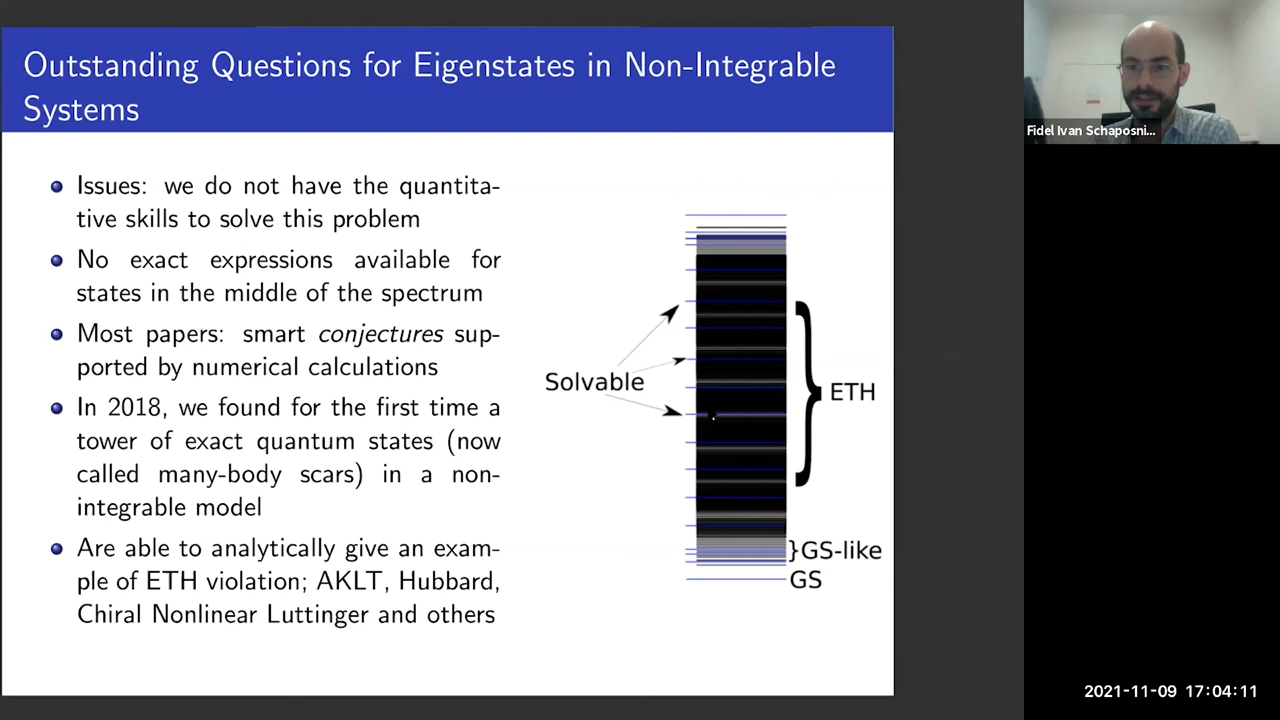 Outstanding Questions for Eigenstates in Non-Integrable
Systems
Issues: we do not have the quantita-
tive skills to solve this problem
No exact expressions available for
states in the middle of the spectrum
Most papers: smart conjectures sup-
ported by numerical calculations
In 2018, we found for the first time a
tower of exact quantum states (now
called many-body scars) in a non-
integrable model
Are able to analytically give an exam-
ple of ETH violation; AKLT, Hubbard,
Chiral Nonlinear Luttinger and others
Solvable
ETH
}GS-like
GS
Fidel Ivan Schaposni...
2021-11-09 17:04:11